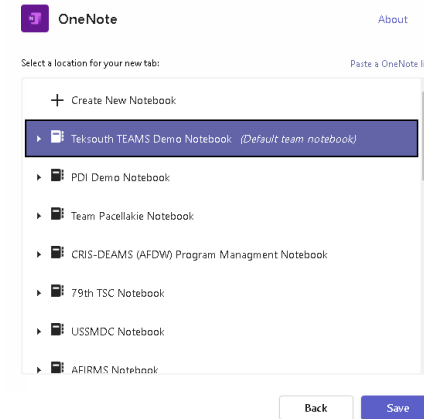 OneNote
About
Select a location for your new tab:
Paste a OneNote li
Create New Notebook
Teksouth TEAMS Demo Notebook (Default team notebook)
PDI Demo Notebook
Team Pacellakie Notebook
CRIS-DEAMS (AFDW) Program Managment Notebook
79th TSC Notebook
USSMDC Notebook
AFIRMS Notebook
Back
Save